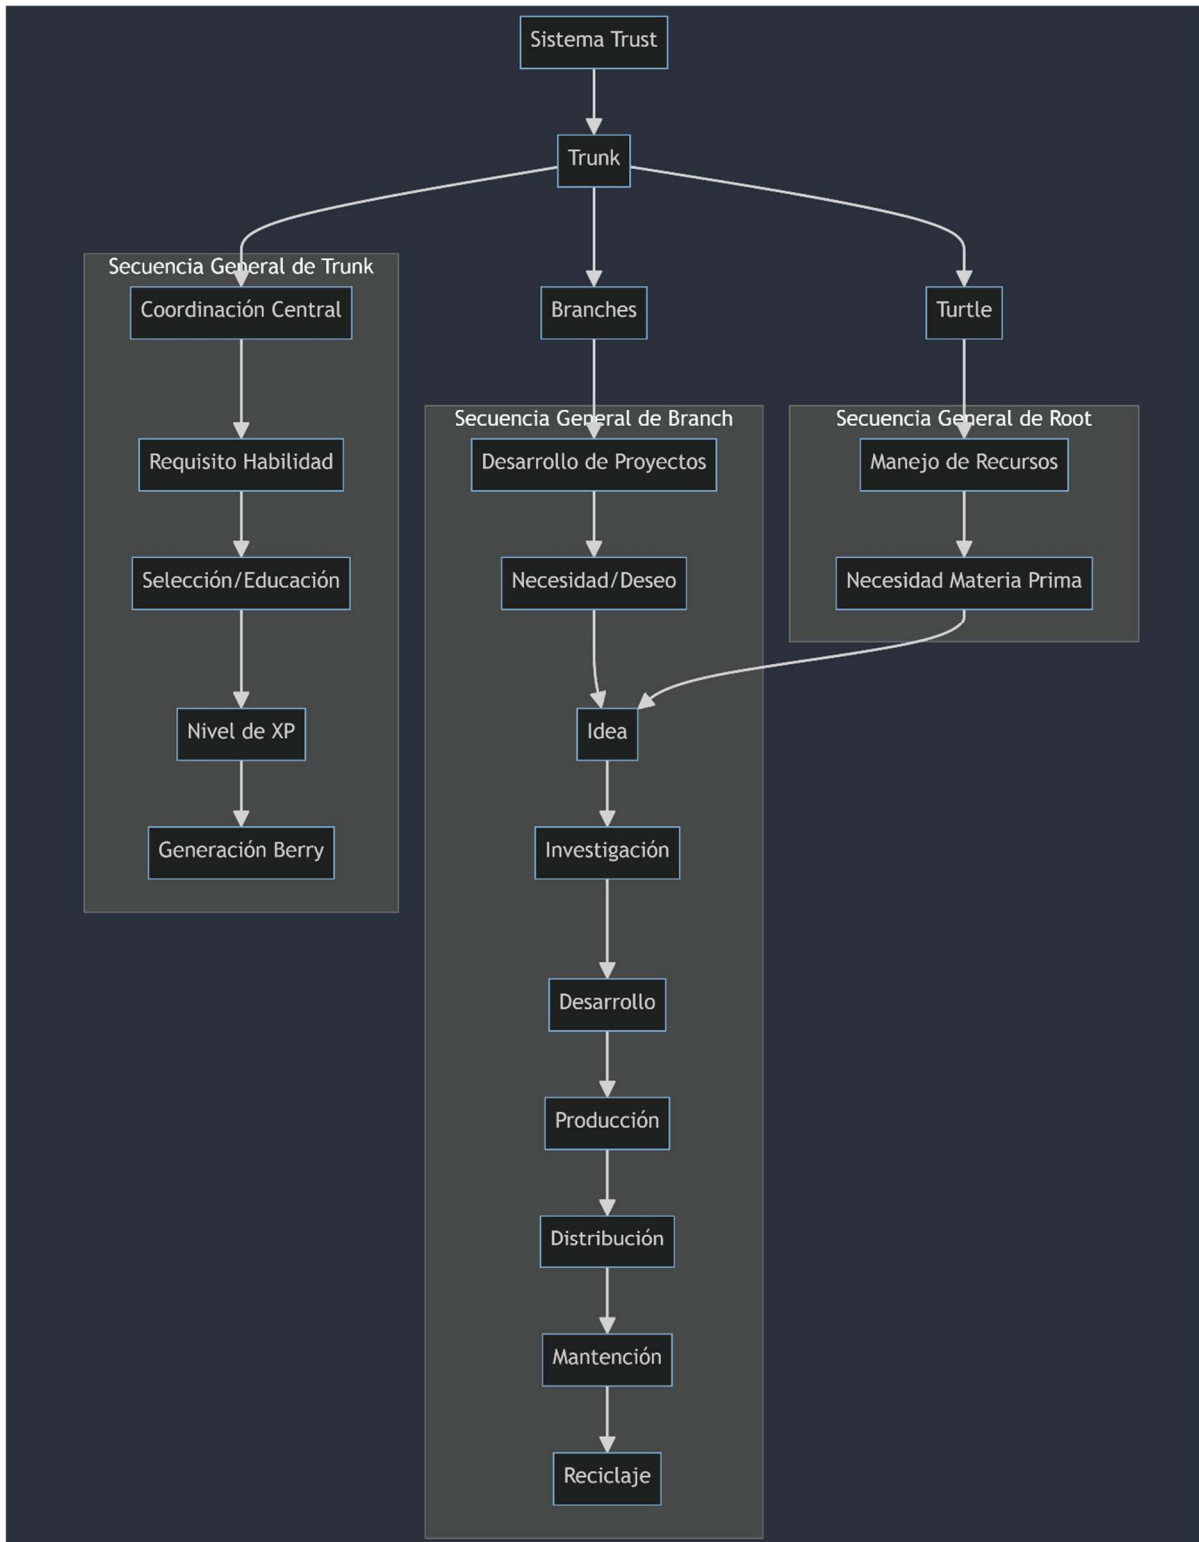 Sistema Trust
Trunk
Secuencia General de Trunk
Coordinación Central
Branches
Turtle
Secuencia General de Branch
Secuencia General de Root
Requisito Habilidad
Desarrollo de Proyectos
Manejo de Recursos
Selección/Educación
Necesidad/Deseo
Necesidad Materia Prima
Nivel de XP
Idea
Generación Berry
Investigación
Desarrollo
Producción
Distribución
Mantención
Reciclaje